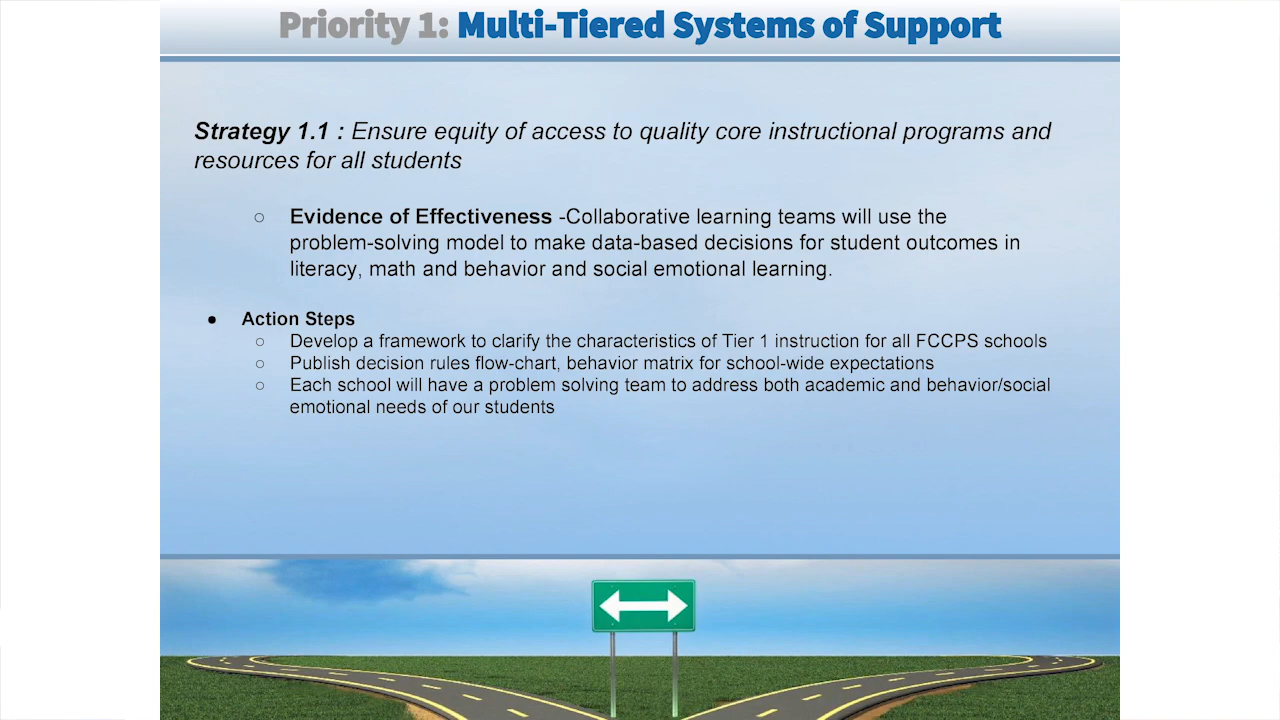 Priority 1: Multi-Tiered Systems of Support
Strategy 1.1 : Ensure equity of access to quality core instructional programs and
resources for all students
○ Evidence of Effectiveness -Collaborative learning teams will use the
problem-solving model to make data-based decisions for student outcomes in
literacy, math and behavior and social emotional learning.
● Action Steps
○ Develop a framework to clarify the characteristics of Tier 1 instruction for all FCCPS schools
○ Publish decision rules flow-chart, behavior matrix for school-wide expectations
○ Each school will have a problem solving team to address both academic and behavior/social
emotional needs of our students